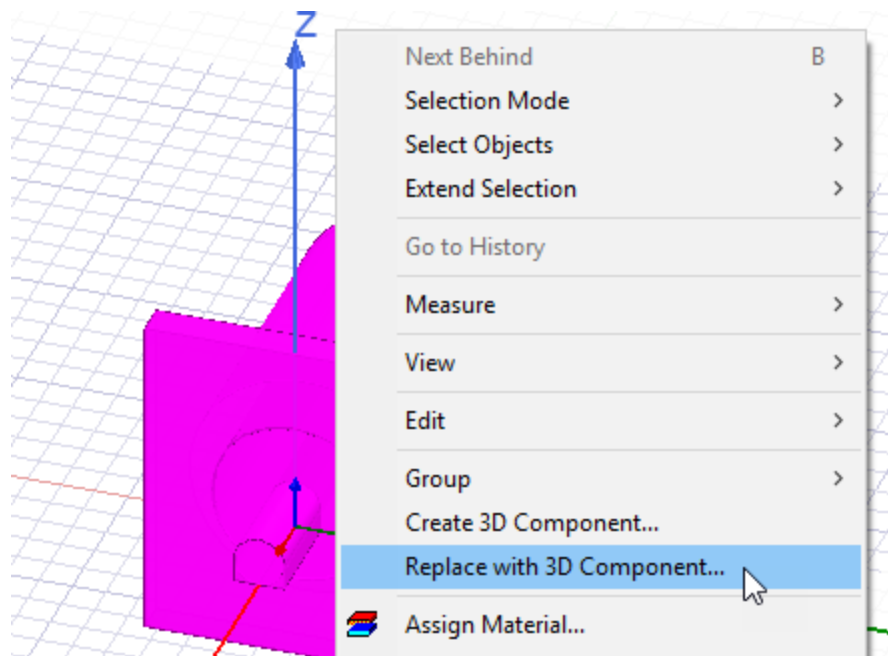 Z
Next Behind B
Selection Mode
Select Objects
Extend Selection
Go to History
Measure
View
Edit
Group
Create 3D Component...
Replace with 3D Component...
Assign Material...